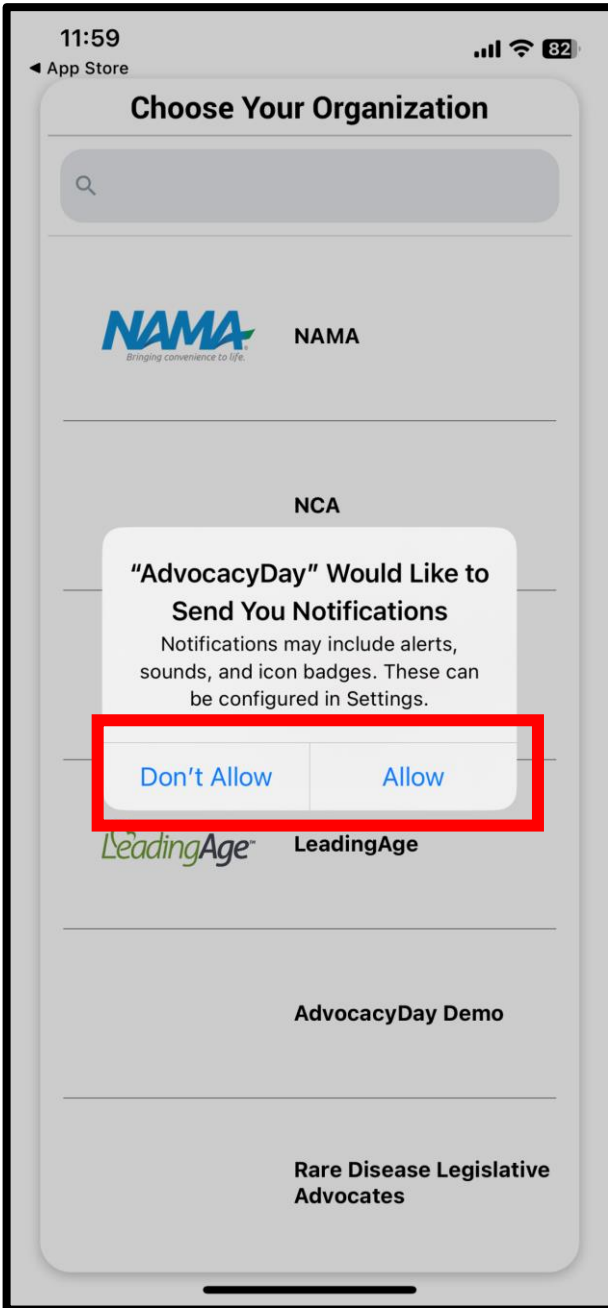 11:59
82
◀ App Store
Choose Your Organization
NAMA
Bringing convenience to life.
NAMA
NCA
“AdvocacyDay” Would Like to
Send You Notifications
Notifications may include alerts,
sounds, and icon badges. These can
be configured in Settings.
Don’t Allow
Allow
LeadingAge
LeadingAge
AdvocacyDay Demo
Rare Disease Legislative
Advocates